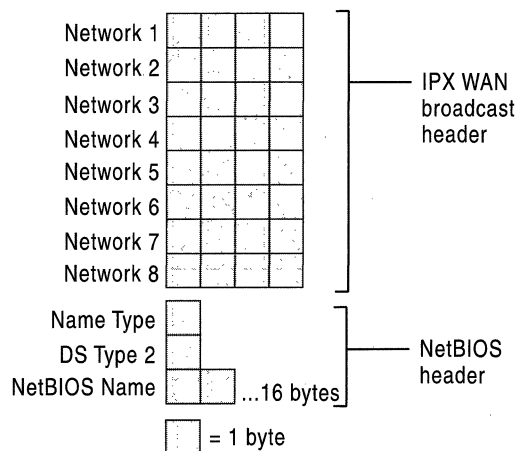 Network 1
Network 2
Network 3
Network 4
Network 5
Network 6
Network 7
Network 8
IPX WAN
broadcast
header
Name Type
DS Type 2
NetBIOS Name
...16 bytes
NetBIOS
header
= 1 byte